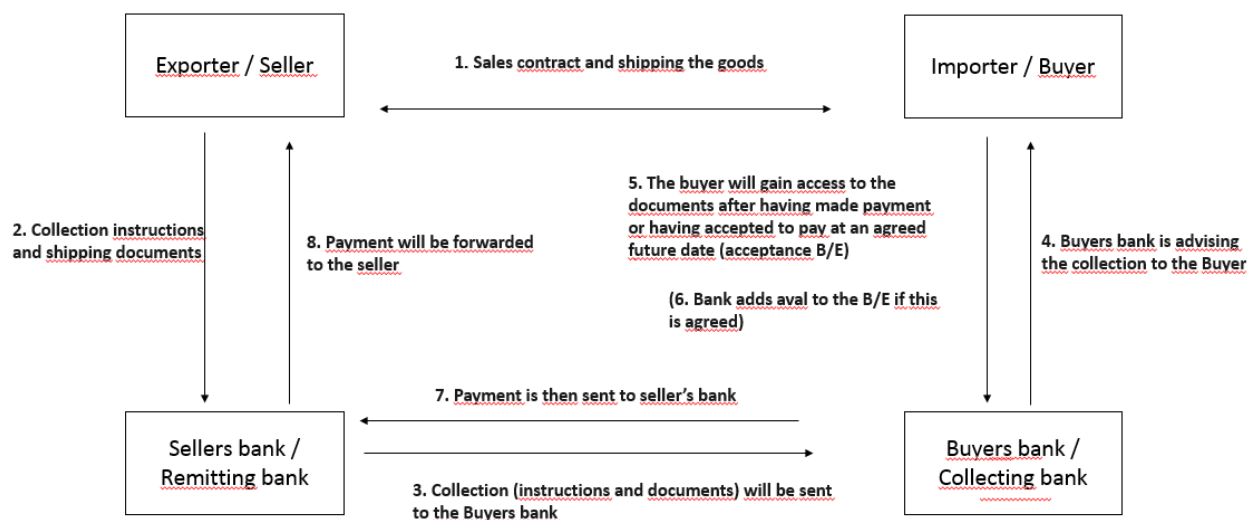 Exporter / Seller
1. Sales contract and shipping the goods
Importer / Buyer
2. Collection instructions
and shipping documents
8. Payment will be forwarded
to the seller
5. The buyer will gain access to the
documents after having made payment
or having accepted to pay at an agreed
future date (acceptance B/E)
4. Buyers bank is advising
the collection to the Buyer
(6. Bank adds aval to the B/E if this
is agreed)
7. Payment is then sent to seller's bank
Sellers bank /
Remitting bank
Buyers bank /
Collecting bank
3. Collection (instructions and documents) will be sent
to the Buyers bank